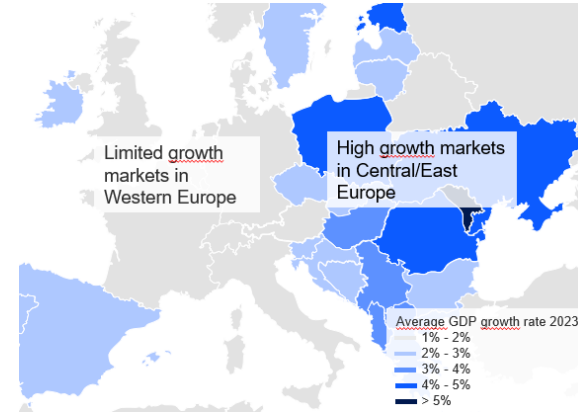 Limited growth
markets in
Western Europe
High growth markets
in Central/East
Europe
Average GDP growth rate 2023
1% - 2%
2% - 3%
3% - 4%
4% - 5%
> 5%